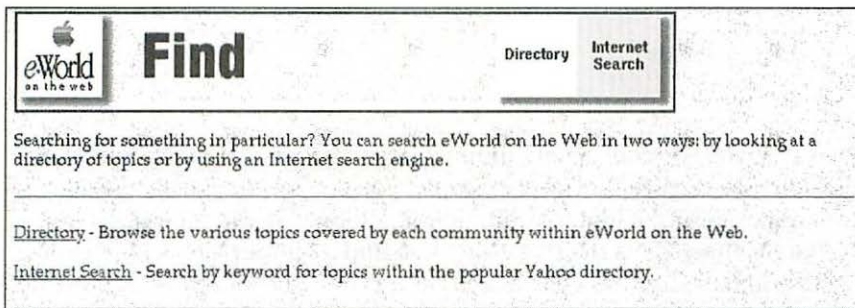 eWorld
on the web
Find
Directory
Internet
Search
Searching for something in particular? You can search eWorld on the Web in two ways: by looking at a
directory of topics or by using an Internet search engine.
Directory - Browse the various topics covered by each community within eWorld on the Web.
Internet Search - Search by keyword for topics within the popular Yahoo directory.